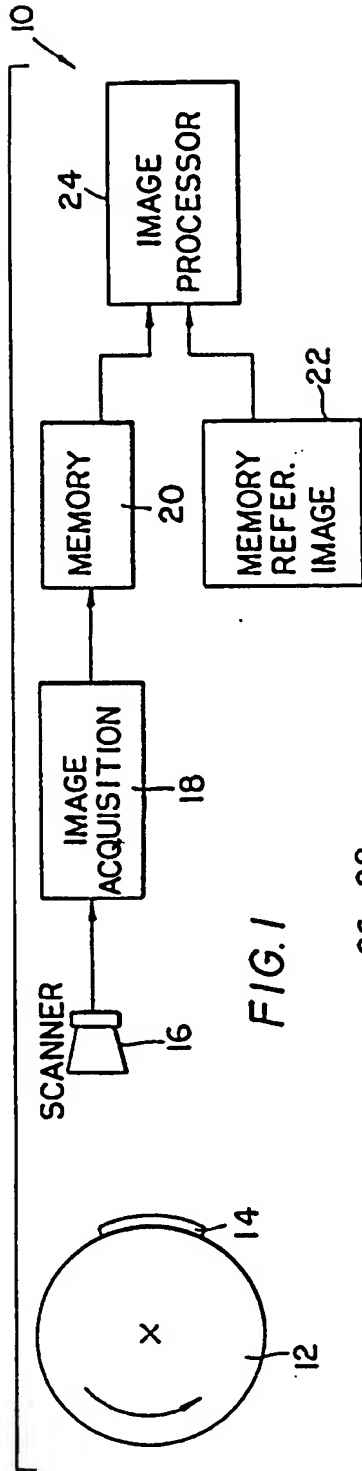 10
24
IMAGE
PROCESSOR
MEMORY
20
22
MEMORY
REFER.
IMAGE
IMAGE
ACQUISITION
18
SCANNER
16
14
12
X
FIG. 1